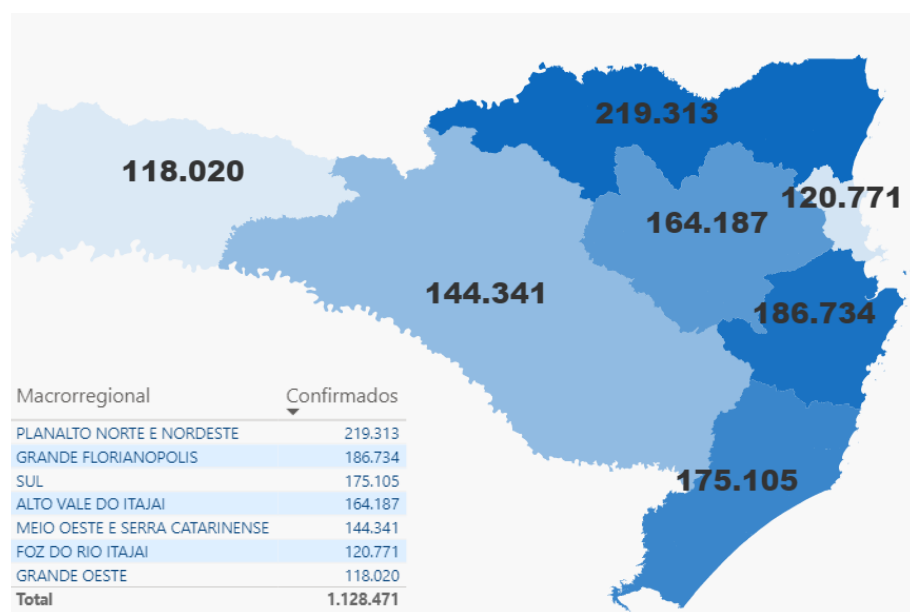 219.313
118.020
120.771
164.187
144.341
186.734
175.105
Macrorregional Confirmados
PLANALTO NORTE E NORDESTE 219.313
GRANDE FLORIANOPOLIS 186.734
SUL 175.105
ALTO VALE DO ITAJAI 164.187
MEIO OESTE E SERRA CATARINENSE 144.341
FOZ DO RIO ITAJAI 120.771
GRANDE OESTE 118.020
Total 1.128.471